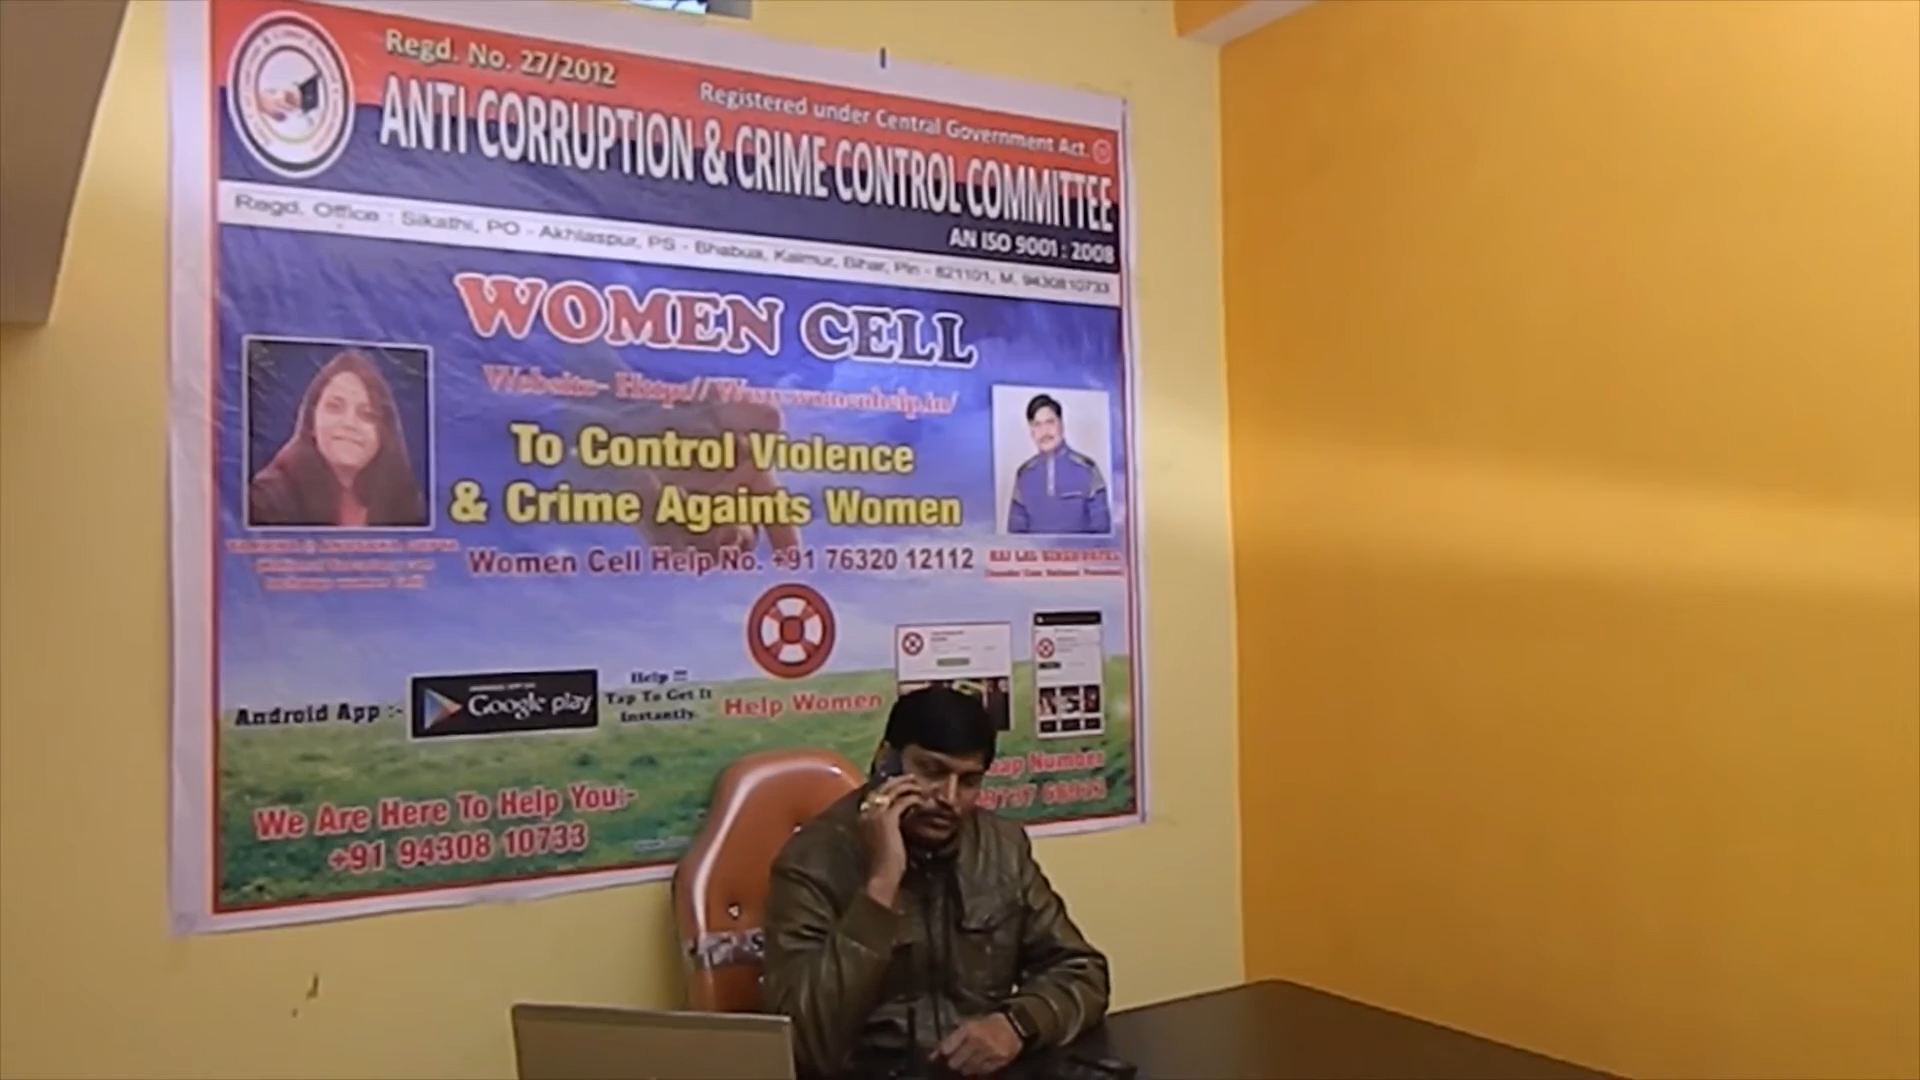 Regd. No. 27/2012
Registered under Central Government Act.
ANTI CORRUPTION & CRIME CONTROL COMMITTEE
AN ISO 9001 : 2008
Regd. Office : Sikathi, PO - Akhlaspur, PS - Bhabua, Kaimur, Bihar, Pin - 821101, M. 9430810733
WOMEN CELL
Website- Http//
To Control Violence
& Crime Againts Women
Women Cell Help No. +91 76320 12112
Android App :-
Google play
Help !!
Tap To Get It
Instantly.
Help Women
Number
We Are Here To Help You:-
+91 94308 10733